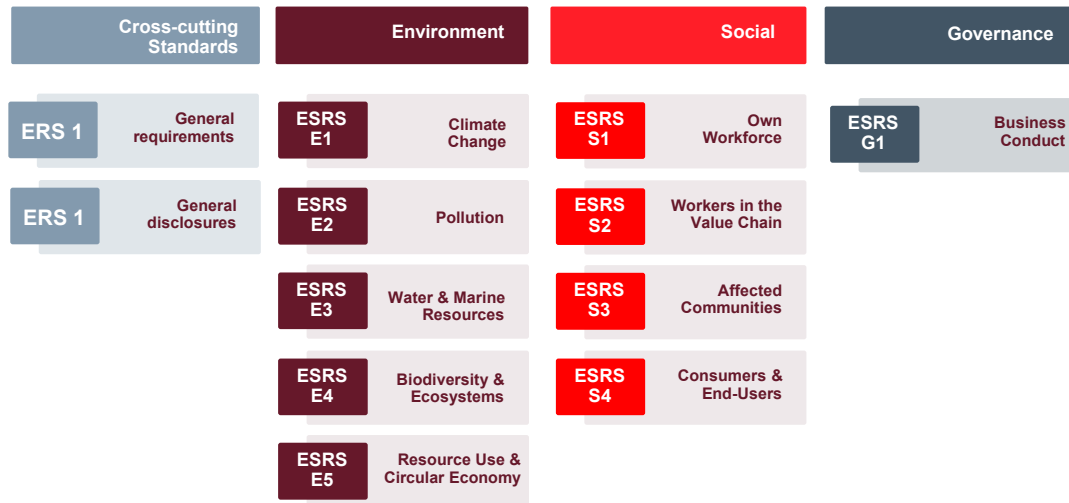 Cross-cutting
Standards
Environment
Social
Governance
ERS 1
General
requirements
ERS 1
General
disclosures
ESRS
E1
Climate
Change
ESRS
E2
Pollution
ESRS
E3
Water & Marine
Resources
ESRS
E4
Biodiversity &
Ecosystems
ESRS
E5
Resource Use &
Circular Economy
ESRS
S1
Own
Workforce
ESRS
S2
Workers in the
Value Chain
ESRS
S3
Affected
Communities
ESRS
S4
Consumers &
End-Users
ESRS
G1
Business
Conduct